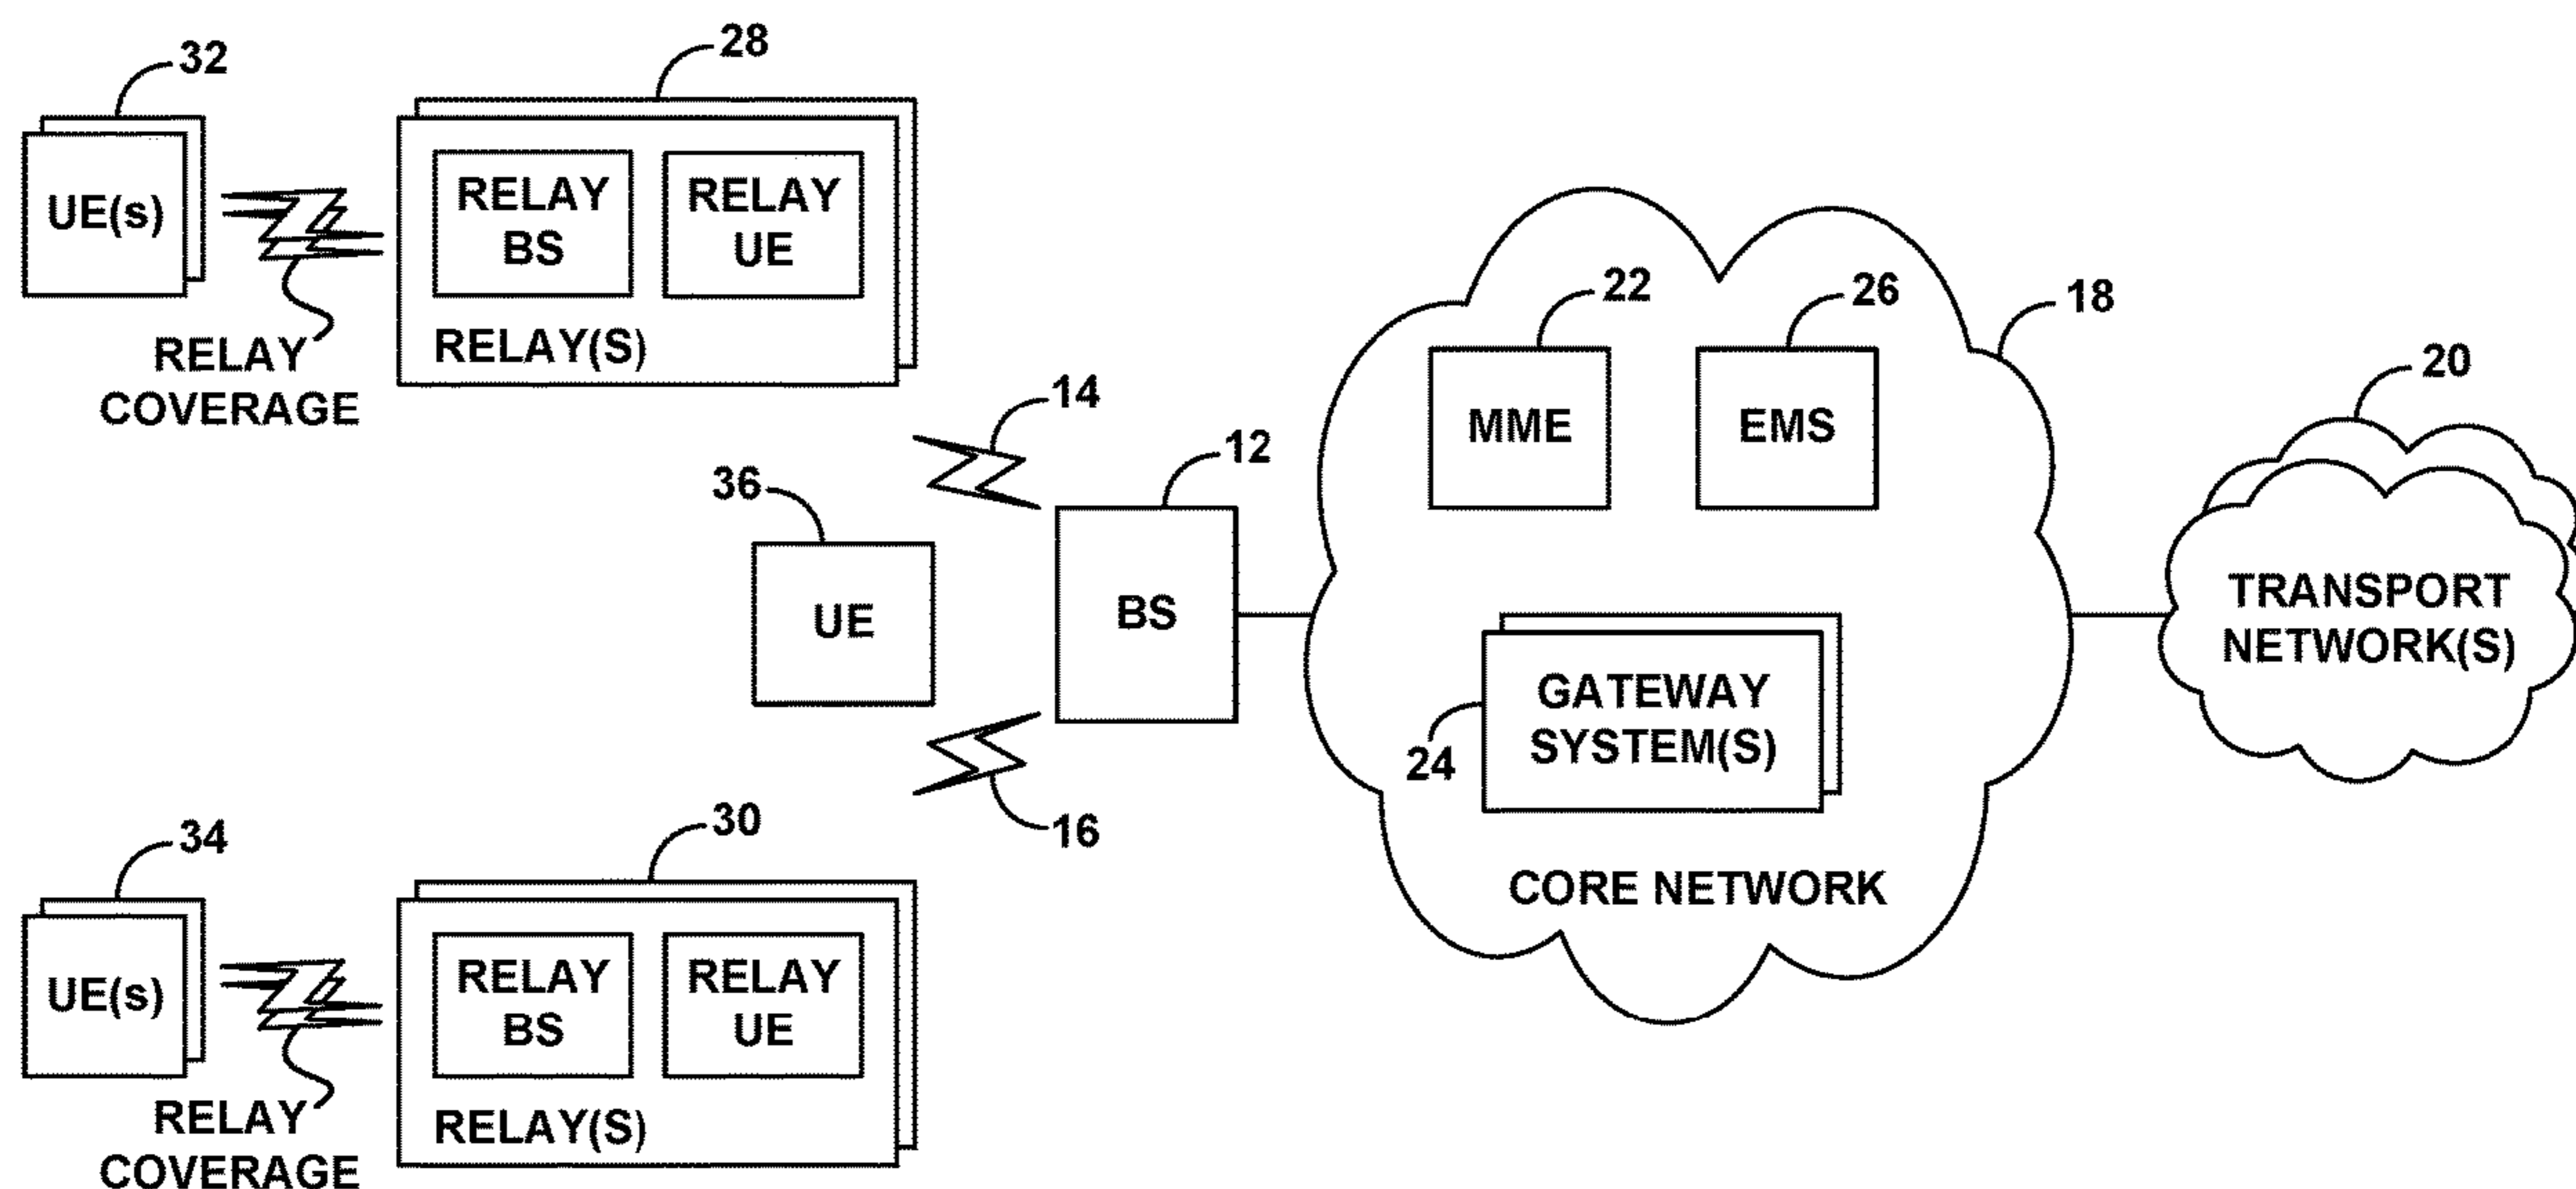 32
28
UE(s)
RELAY
BS
RELAY
UE
RELAY(S)
RELAY
COVERAGE
14
36
12
UE
BS
16
22
26
18
MME
EMS
24
GATEWAY
SYSTEM(S)
CORE NETWORK
20
TRANSPORT
NETWORK(S)
34
30
UE(s)
RELAY
BS
RELAY
UE
RELAY(S)
RELAY
COVERAGE